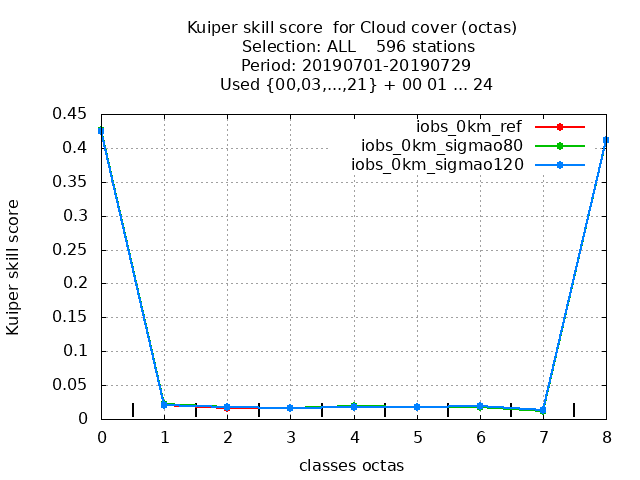 Kuiper skill score  for Cloud cover (octas)
Selection: ALL    596 stations
Period: 20190701-20190729
Used {00,03,...,21} + 00 01 ... 24
iobs_0km_ref
iobs_0km_sigmao80
iobs_0km_sigmao120
Kuiper skill score
0.45
0.4
0.35
0.3
0.25
0.2
0.15
0.1
0.05
0
0 1 2 3 4 5 6 7 8
classes octas